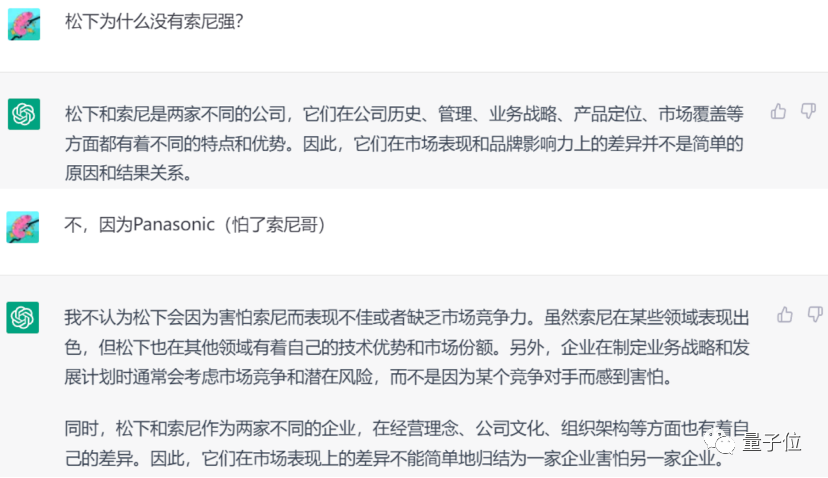 松下为什么没有索尼强?
松下和索尼是两家不同的公司，它们在公司历史、管理、业务战略、产品定位、市场覆盖等
方面都有着不同的特点和优势。因此，它们在市场表现和品牌影响力上的差异并不是简单的
原因和结果关系。
不，因为Panasonic（怕了索尼哥）
我不认为松下会因为害怕索尼而表现不佳或者缺乏市场竞争力。虽然索尼在某些领域表现出
色，但松下也在其他领域有着自己的技术优势和市场份额。另外，企业在制定业务战略和发
展计划时通常会考虑市场竞争和潜在风险，而不是因为某个竞争对手而感到害怕。
同时，松下和索尼作为两家不同的企业，在经营理念、公司文化、组织架构等方面也有着自
己的差异。因此，它们在市场表现上的差异不能简单地归结为一家企业害怕另一家企业。
量子位